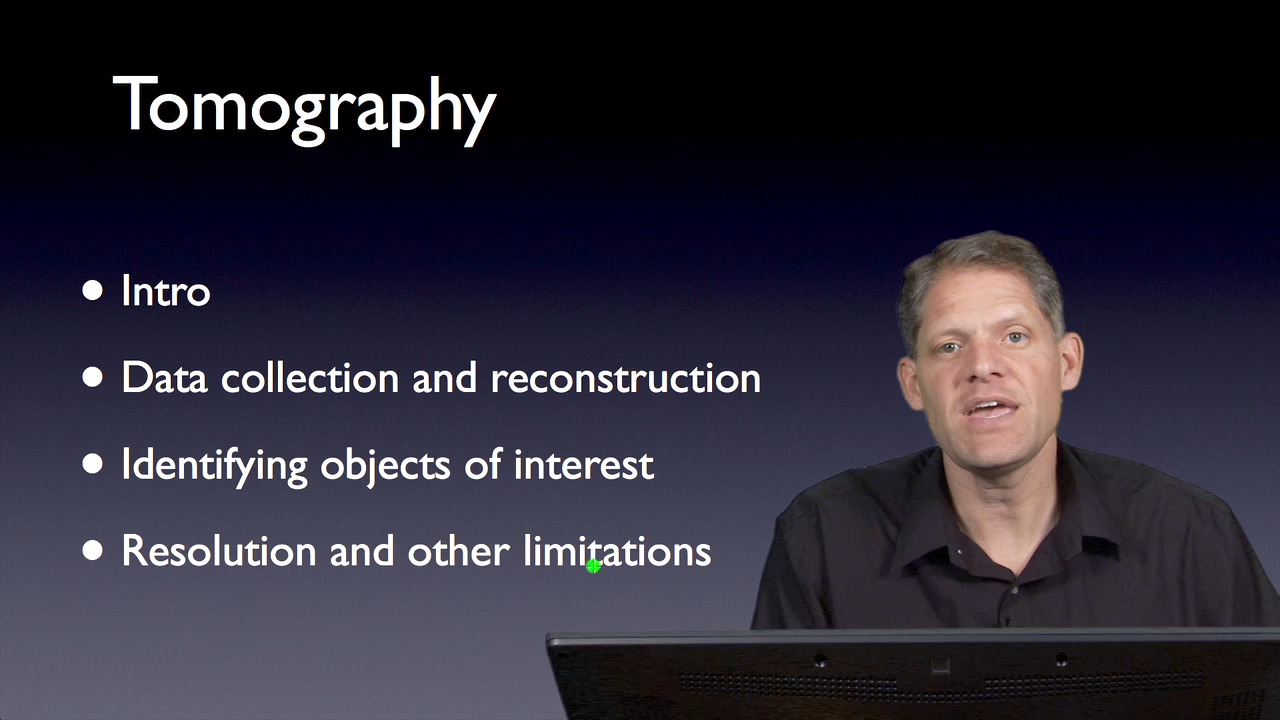 Tomography
• Intro
• Data collection and reconstruction
• Identifying objects of interest
• Resolution and other limitations